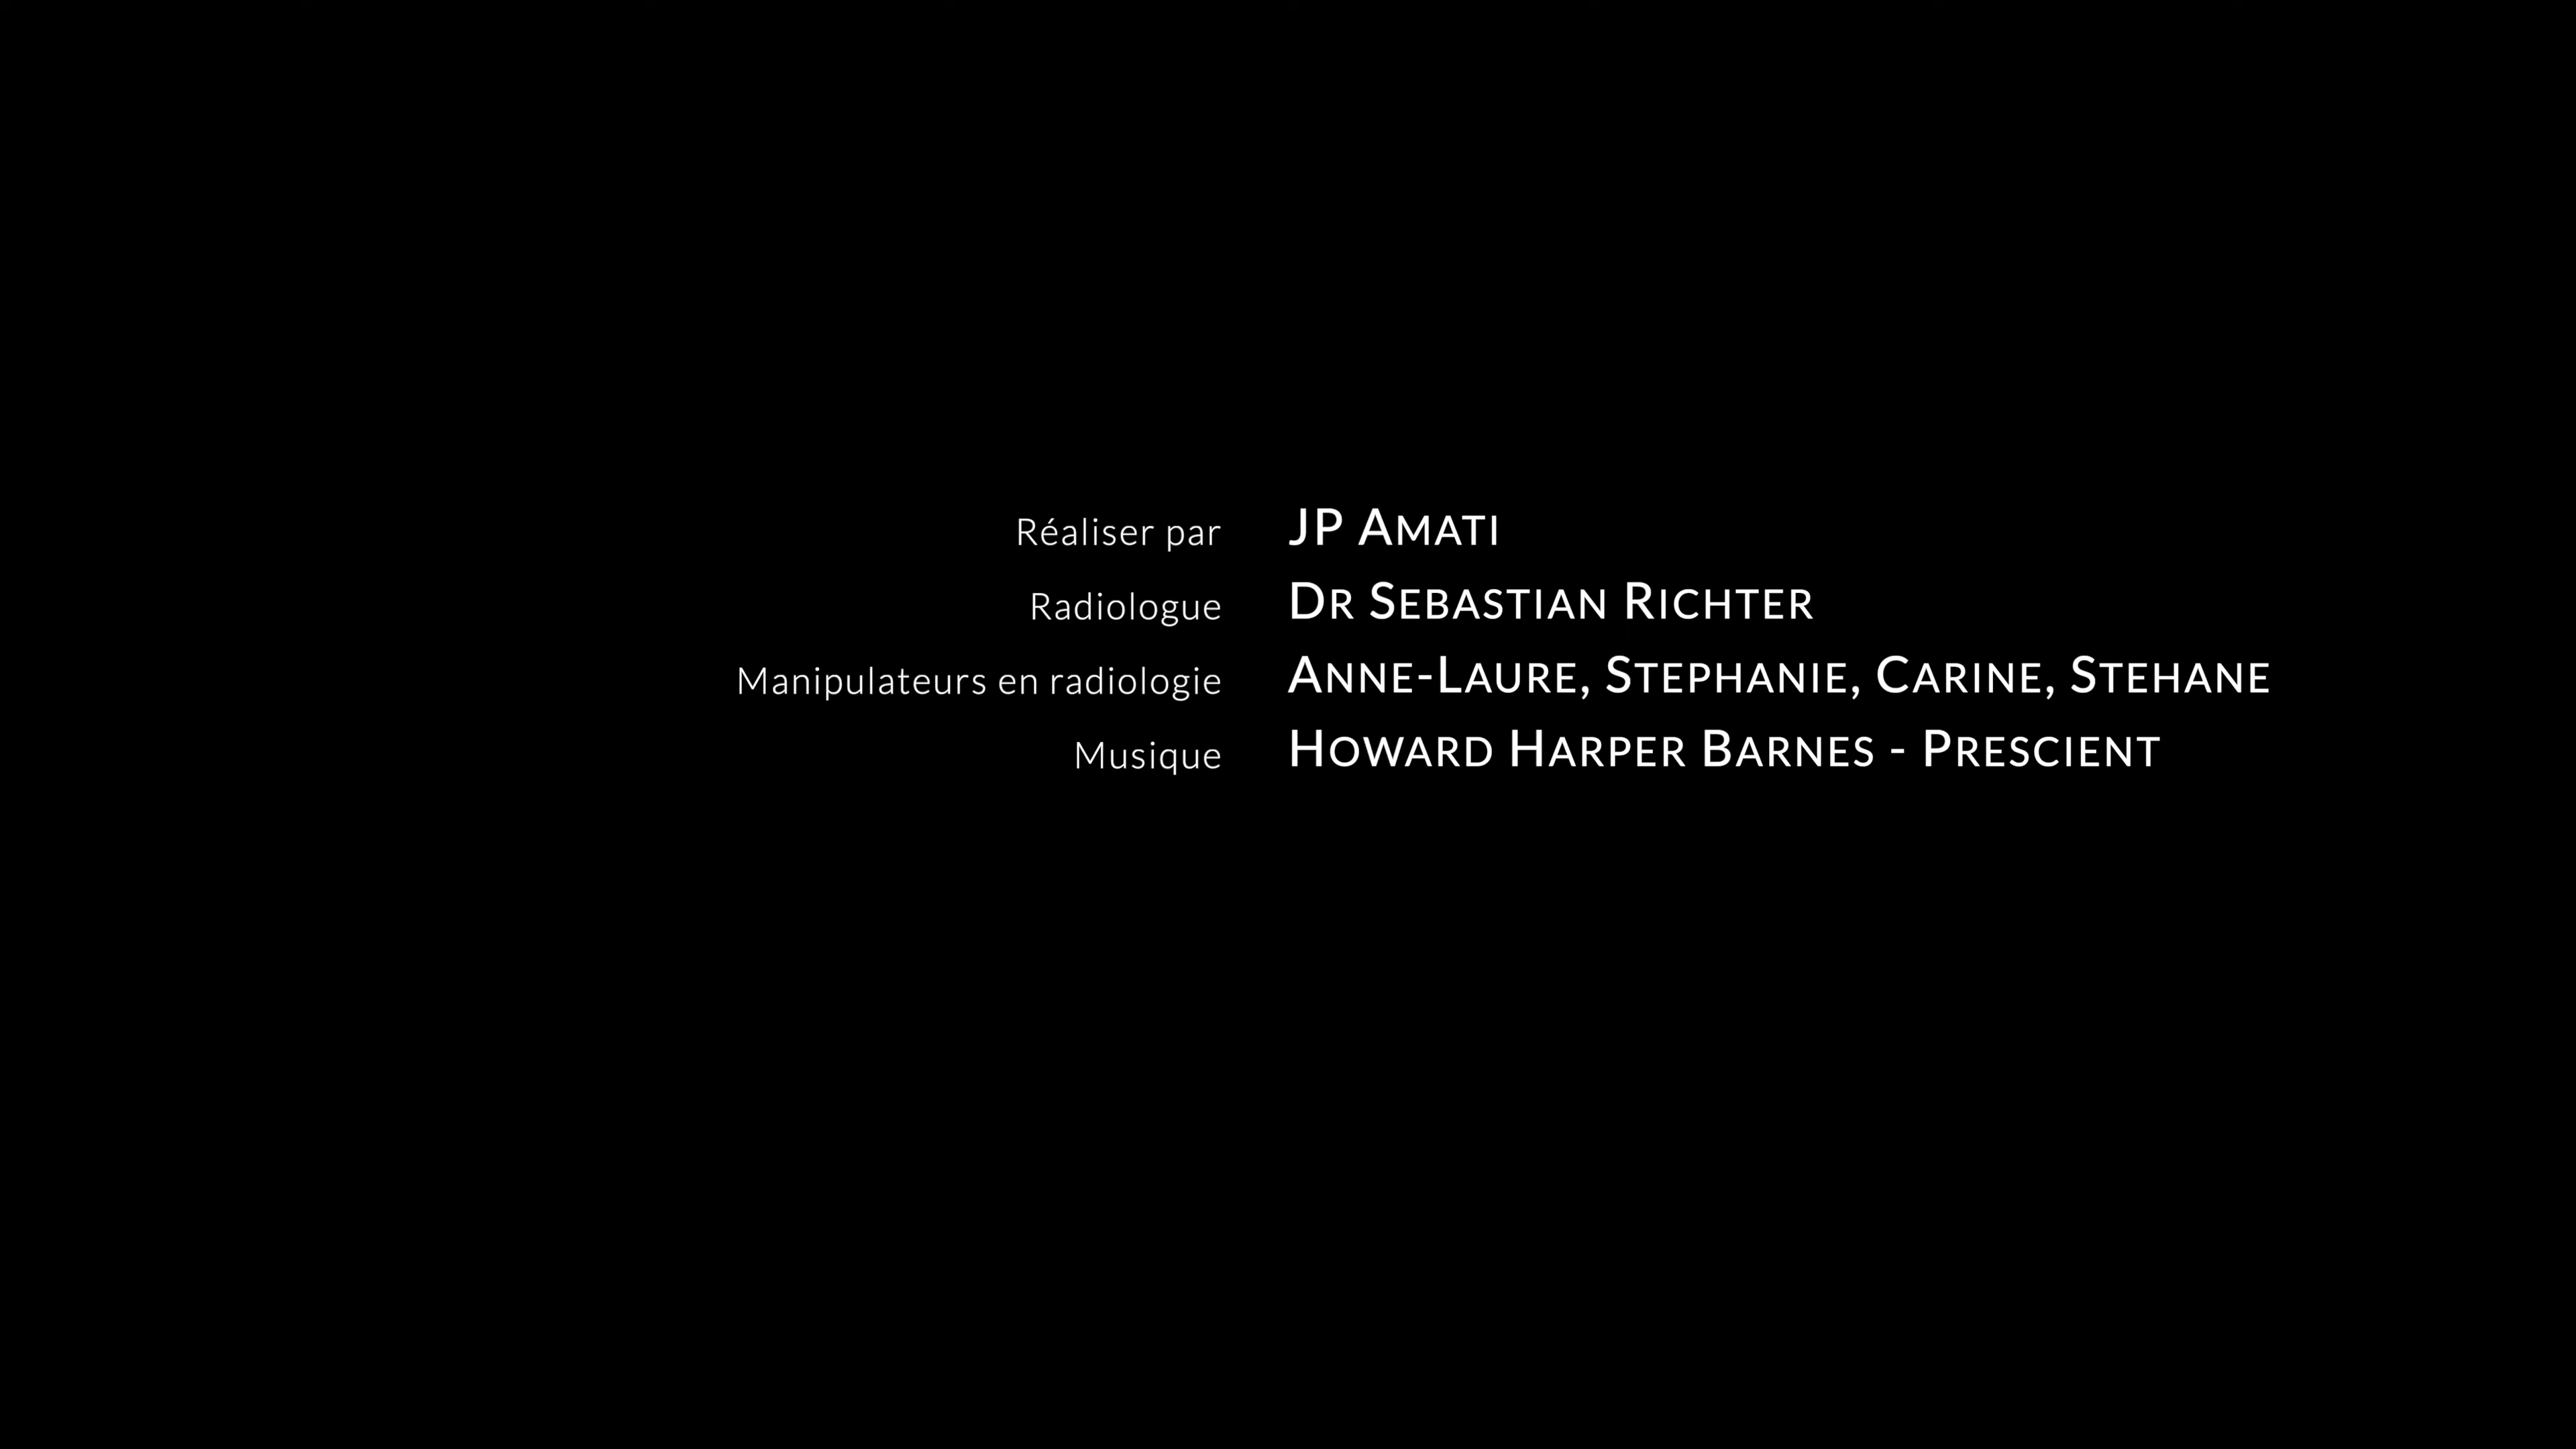 Réaliser par JP Amati
Radiologue Dr Sebastian Richter
Manipulateurs en radiologie Anne-Laure, Stephanie, Carine, Stehane
Musique Howard Harper Barnes - Prescient